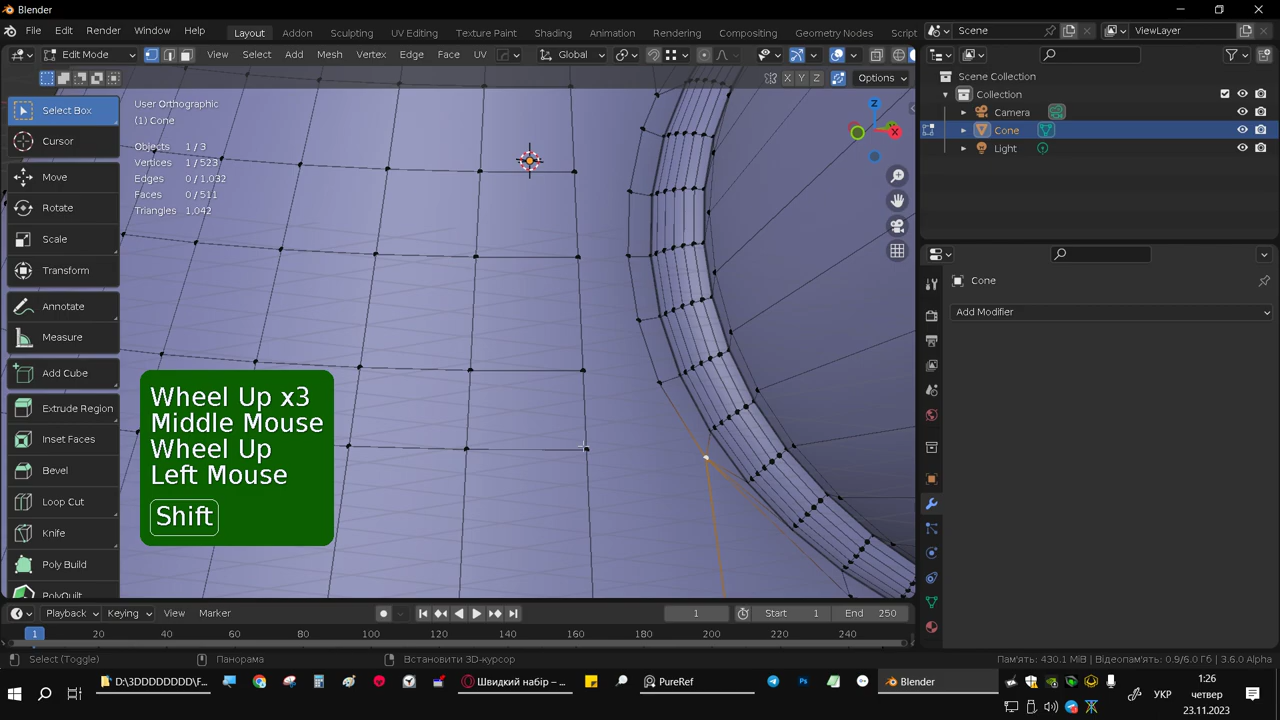 Blender
File Edit Render Window Help
Layout Addon Sculpting UV Editing Texture Paint Shading Animation Rendering Compositing Geometry Nodes
Scene ViewLayer
Edit Mode View Select Add Mesh Vertex Edge Face UV Global
X Y Z Options
Select Box
Cursor
Move
Rotate
Scale
Transform
Annotate
Measure
Add Cube
Extrude Region
Inset Faces
Bevel
Loop Cut
Knife
Poly Build
PolyQuilt
User Orthographic
(1) Cone
Objects 1 / 3
Vertices 1 / 523
Edges 0 / 1,032
Faces 0 / 511
Triangles 1,042
Z
X
Wheel Up x3
Middle Mouse
Wheel Up
Left Mouse
Shift
Scene Collection
Collection
Camera
Cone
Light
Cone
Add Modifier
Playback Keying View Marker 1 Start 1 End 250
1 20 40 60 80 100 120 140 160 180 200 220 240
Select (Toggle) Панорама Встановити 3D-курсор Пам'ять: 430.1 MiB | Відеопам'ять: 0.9/6.0 Гб | 3.6.0 Alpha
D:\3DDDDDDDD\F... Швидкий набір – ... PureRef Blender
УКР
1:26
четвер
23.11.2023